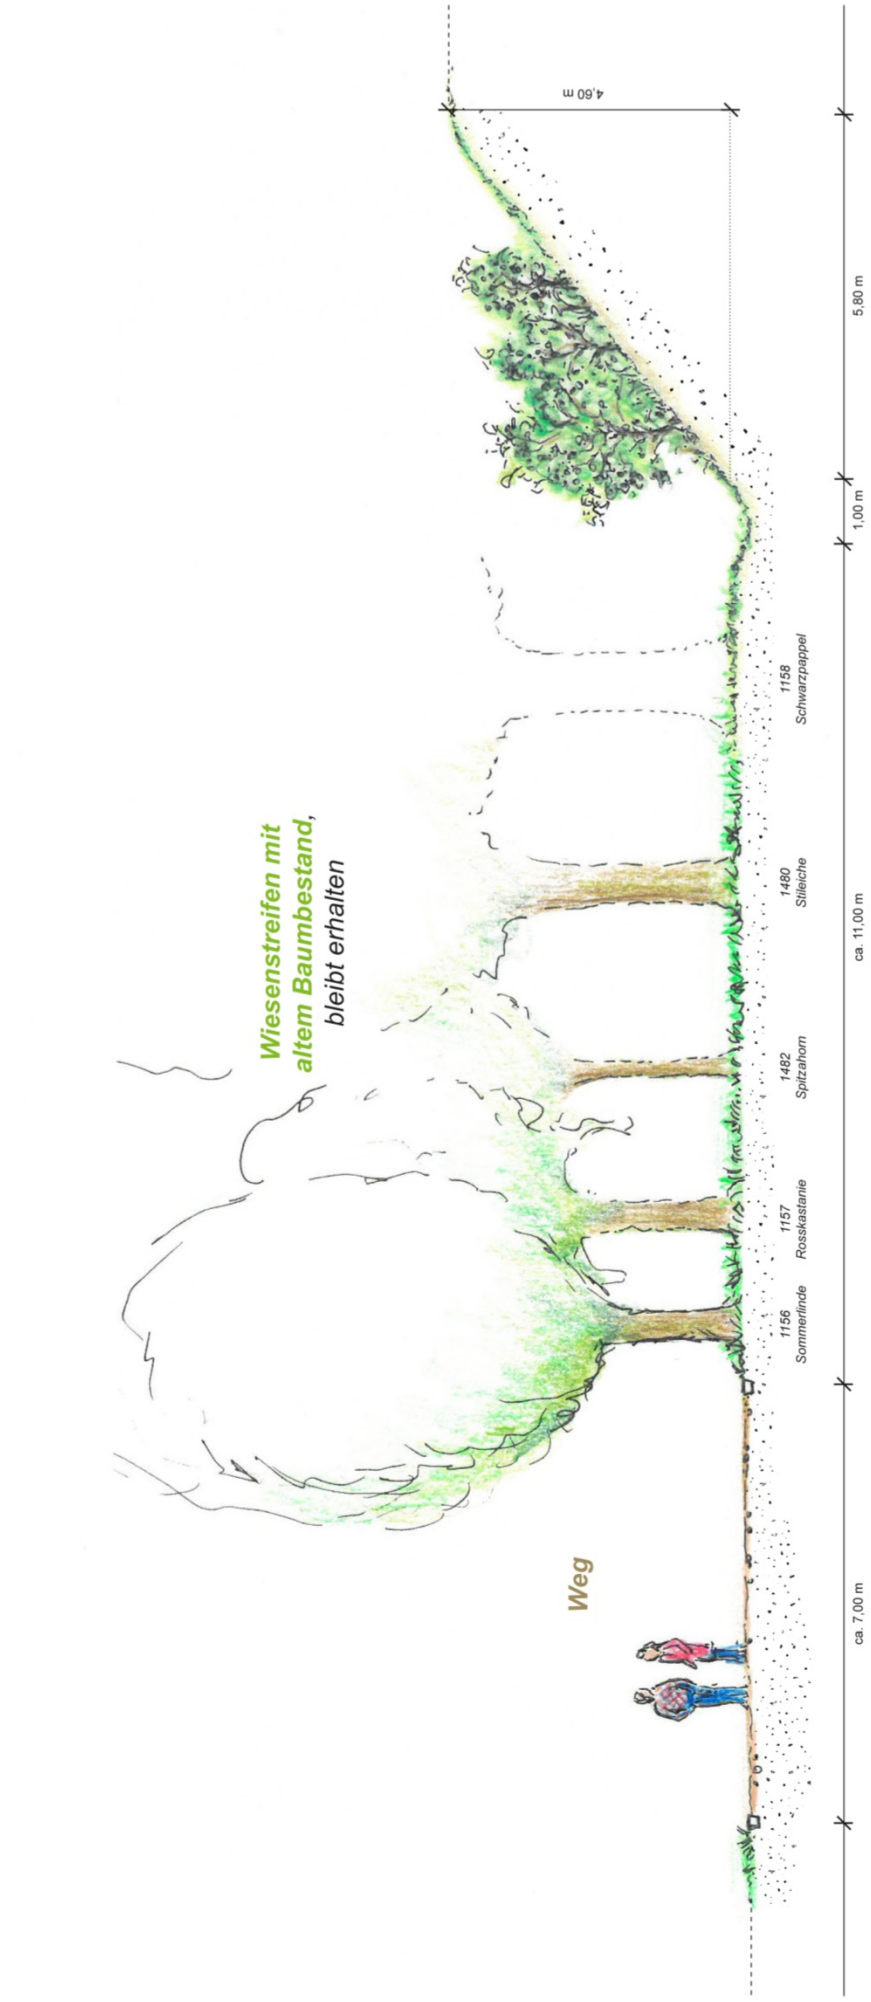 Wiesenstreifen mit
altem Baumbestand,
bleibt erhalten
Weg
4,60 m
1156
Sommerlinde
1157
Rosskastanie
1482
Spitzahorn
1480
Stileiche
1158
Schwarzpappel
ca. 7,00 m
ca. 11,00 m
1,00 m
5,80 m